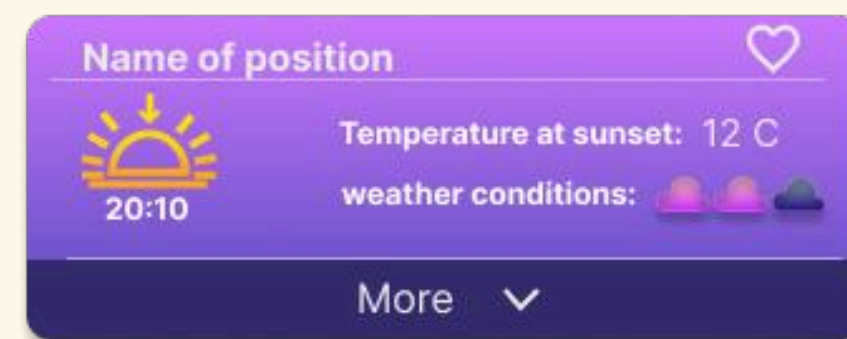 Name of position
Temperature at sunset: 12 C
weather conditions:
20:10
More